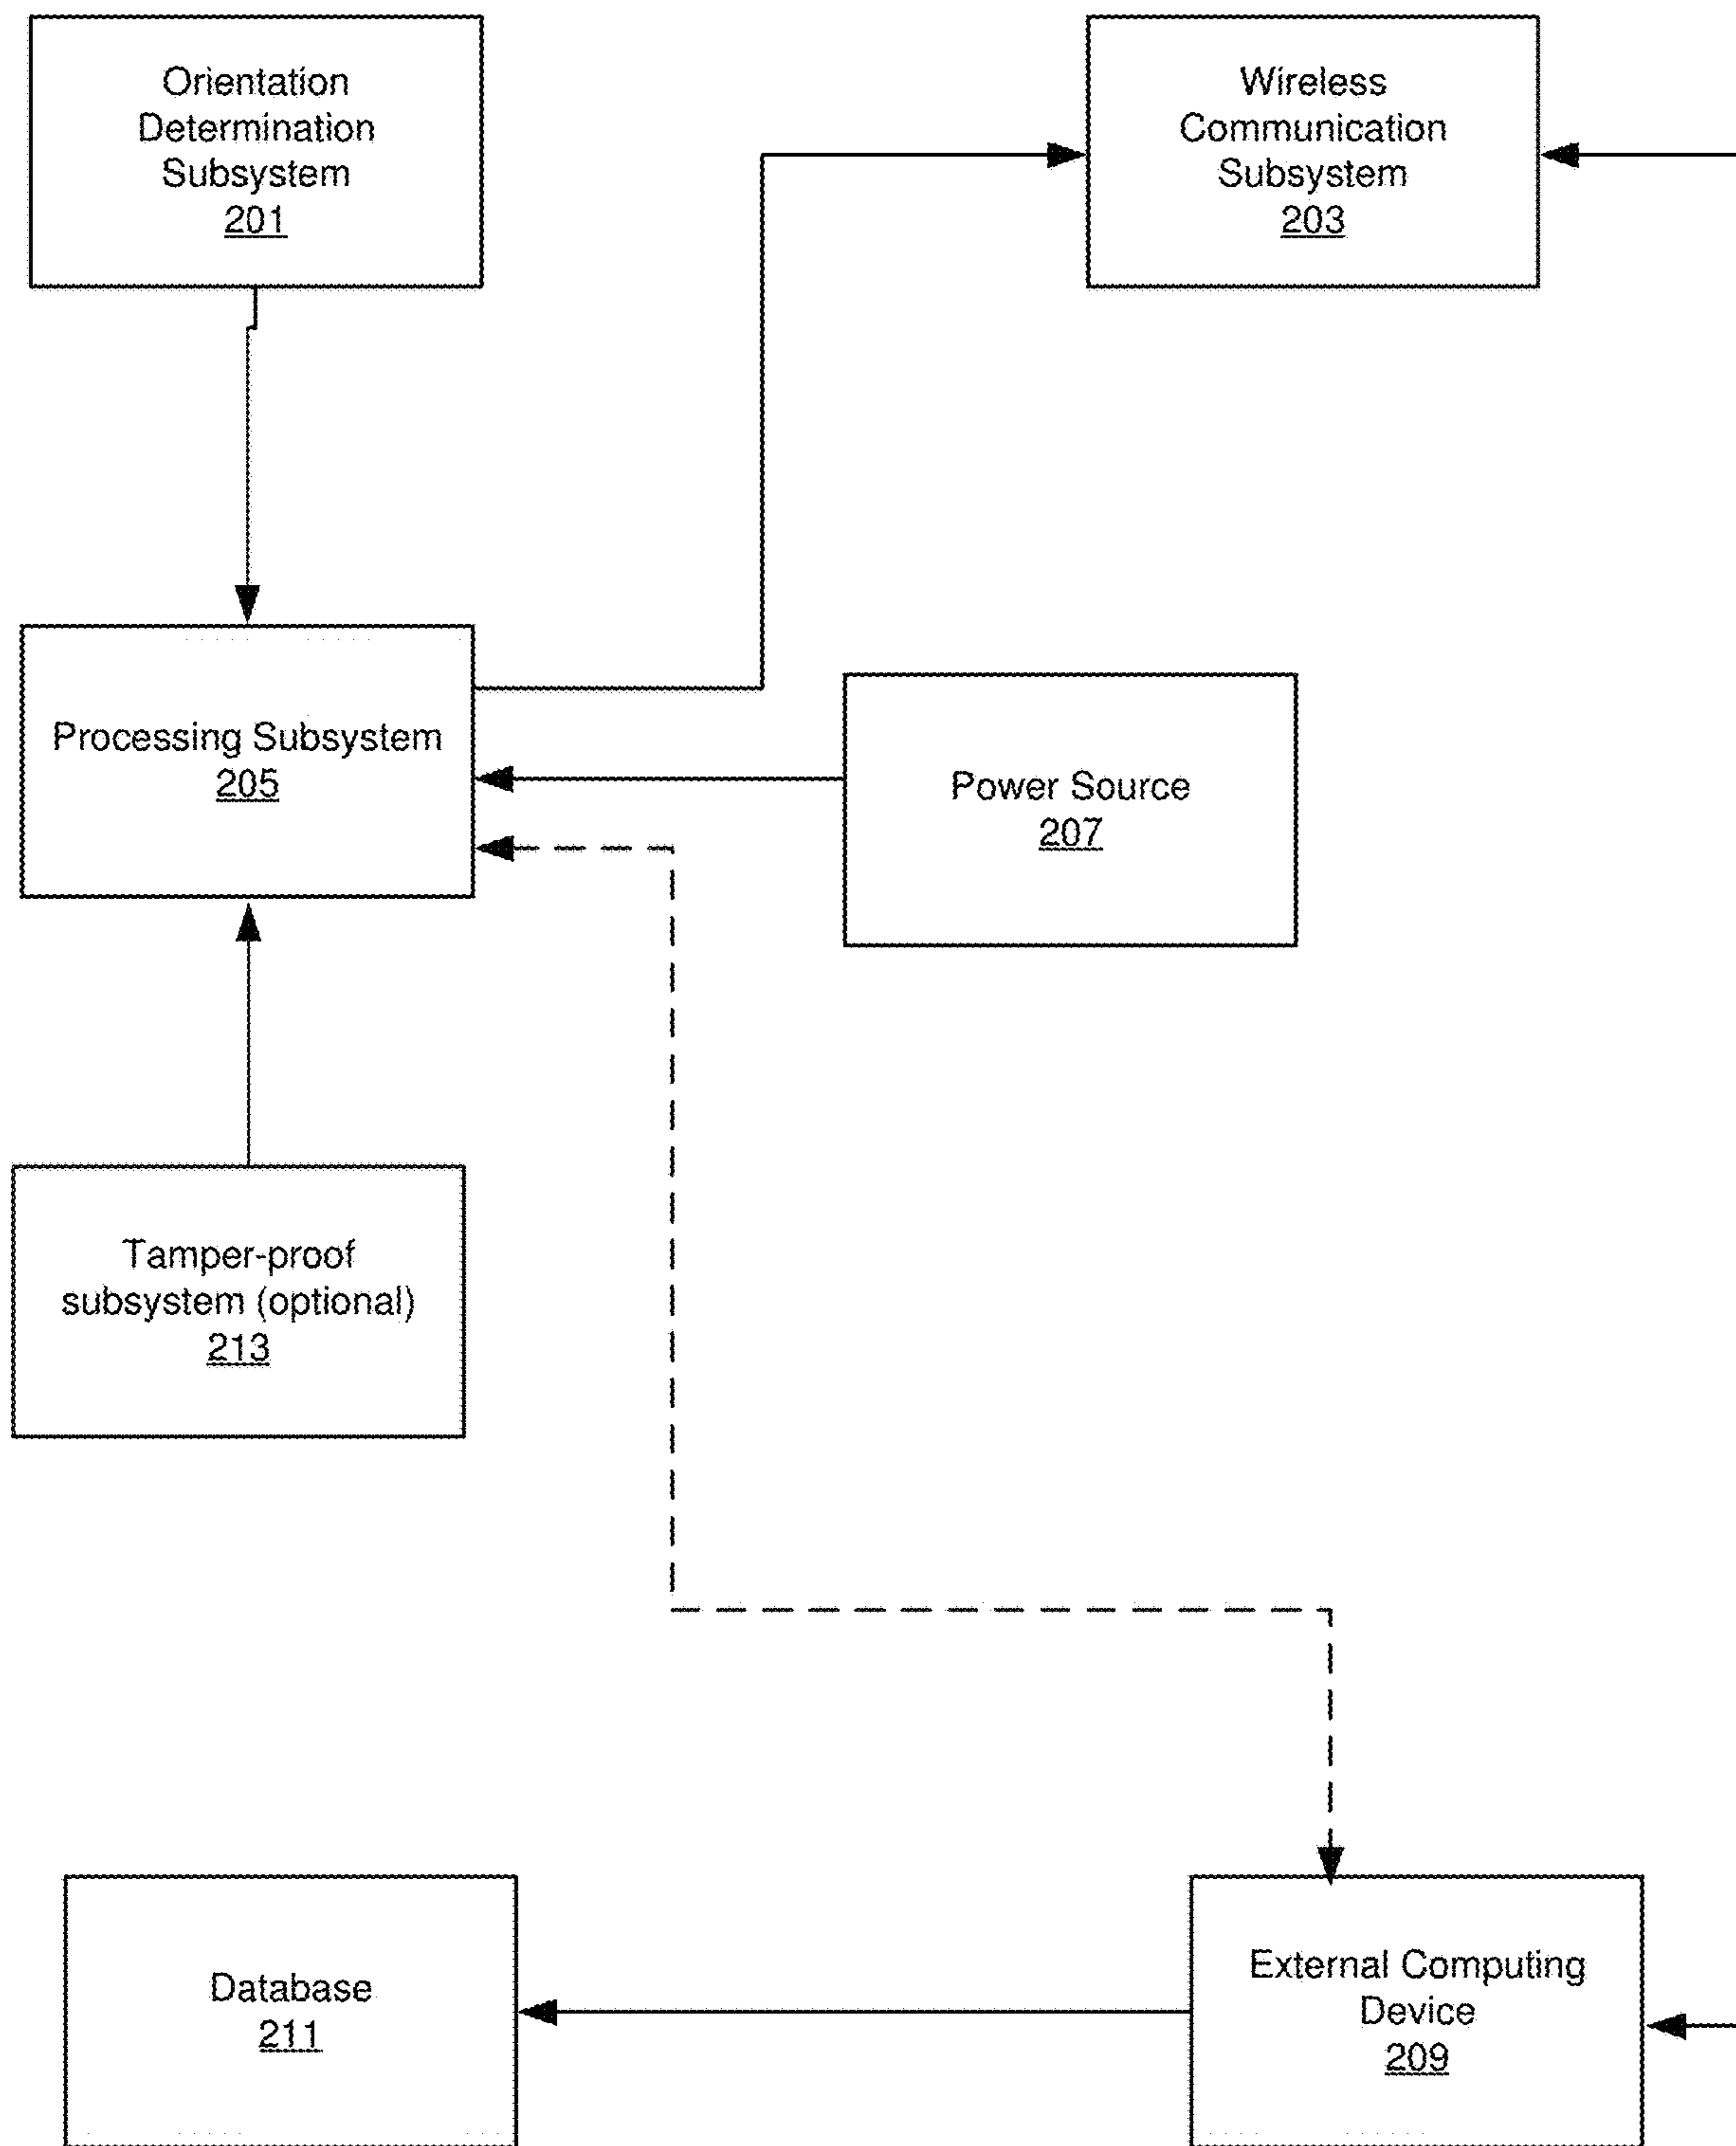 Orientation
Determination
Subsystem
201
Wireless
Communication
Subsystem
203
Processing Subsystem
205
Power Source
207
Tamper-proof
subsystem (optional)
213
Database
211
External Computing
Device
209